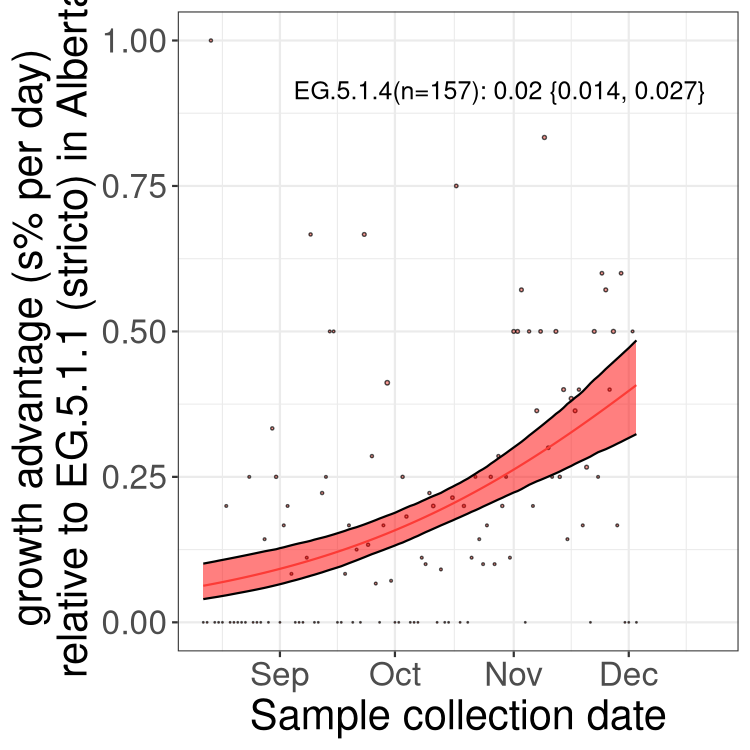 growth advantage (s% per day)
relative to EG.5.1.1 (stricto) in Alberta
1.00
0.75
0.50
0.25
0.00
EG.5.1.4(n=157): 0.02 {0.014, 0.027}
Sep Oct Nov Dec
Sample collection date